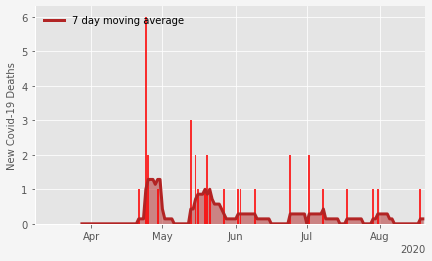 7 day moving average
New Covid-19 Deaths
6
5
4
3
2
1
0
Apr
May
Jun
Jul
Aug
2020